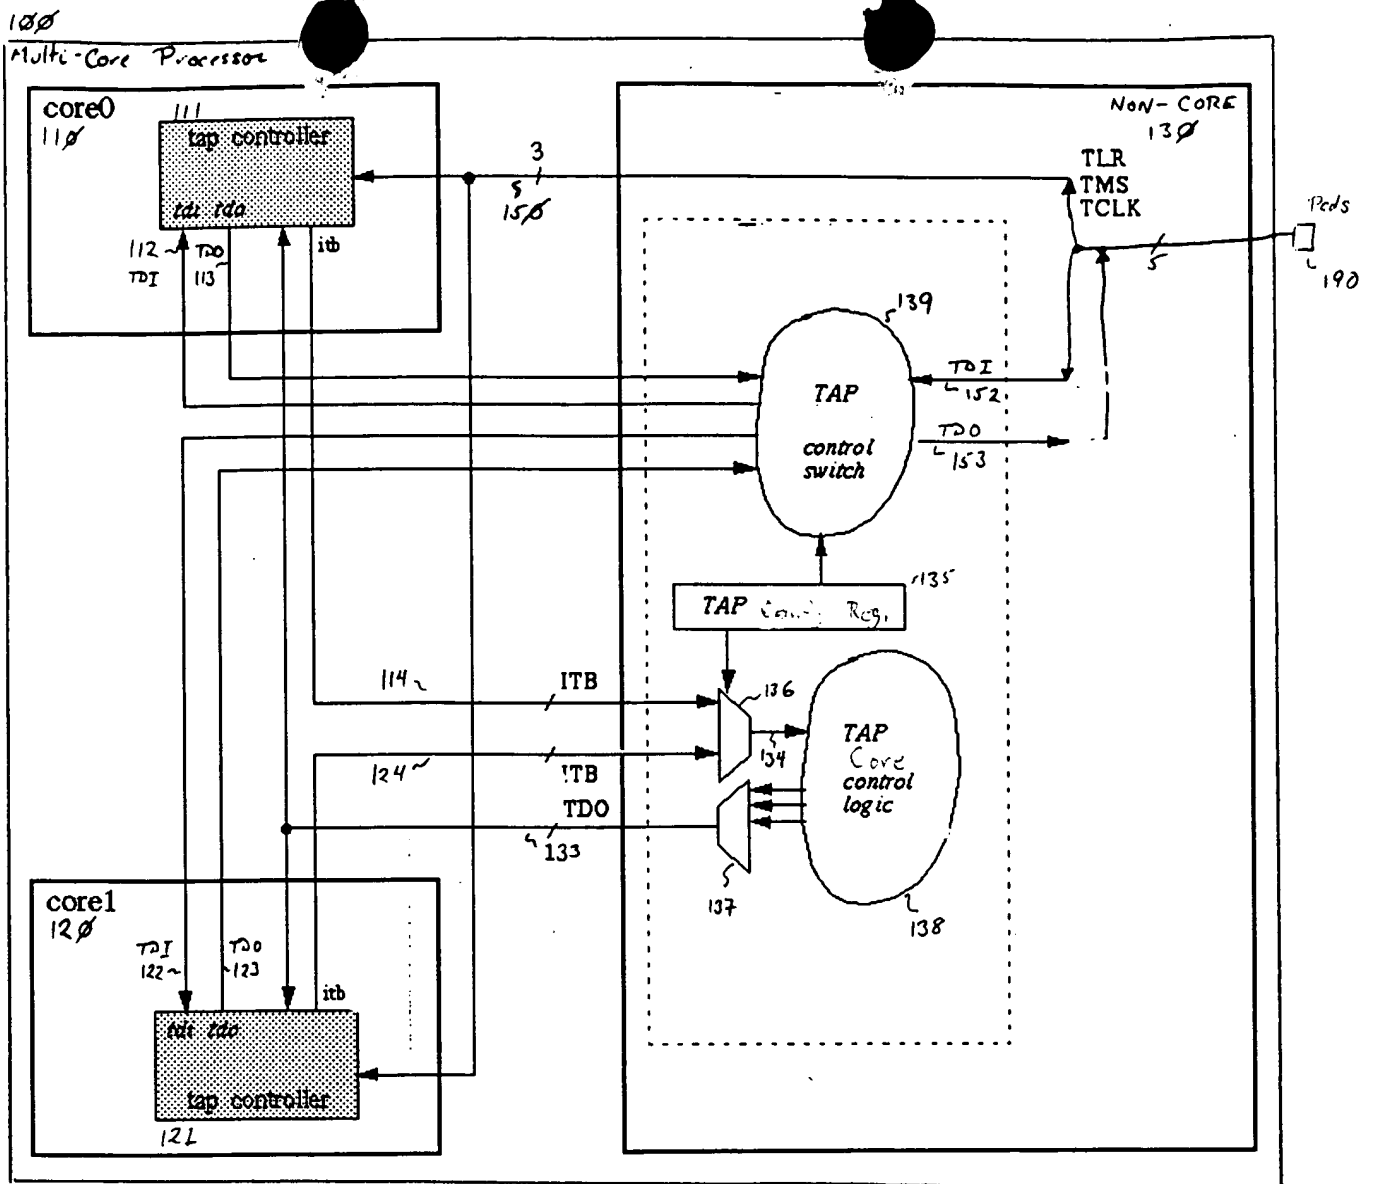 100
Multi-Core Processor
core0
110
111
tap controller
tdi tdo
itb
112
TDI
TDO
113
3
150
NON-CORE
130
TLR
TMS
TCLK
5
Pads
190
139
TAP
control
switch
TDI
152
TDO
153
TAP Config Reg.
135
114
ITB
136
134
124
ITB
TDO
133
137
TAP
Core
control
logic
138
core1
120
TDI
122
TDO
123
itb
tdi tdo
tap controller
121